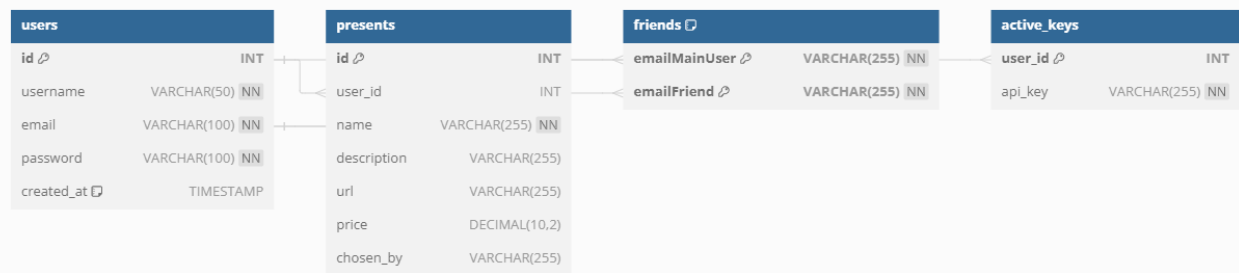 users
id INT
username VARCHAR(50) NN
email VARCHAR(100) NN
password VARCHAR(100) NN
created_at TIMESTAMP
presents
id INT
user_id INT
name VARCHAR(255) NN
description VARCHAR(255)
url VARCHAR(255)
price DECIMAL(10,2)
chosen_by VARCHAR(255)
friends
emailMainUser VARCHAR(255) NN
emailFriend VARCHAR(255) NN
active_keys
user_id INT
api_key VARCHAR(255) NN